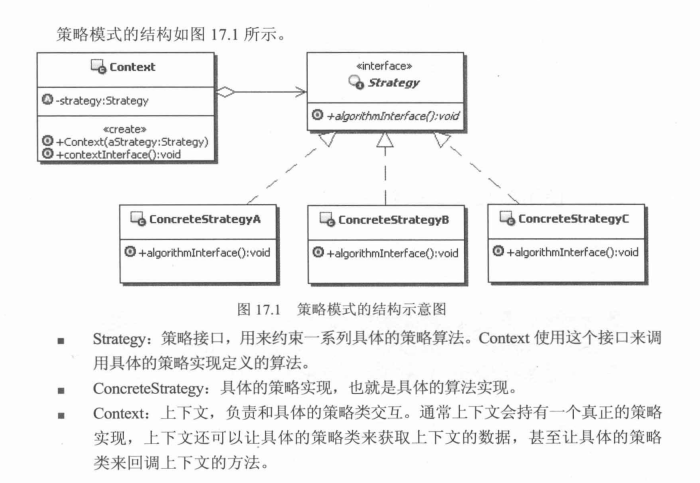 策略模式的结构如图 17.1 所示。
Context
-strategy:Strategy
«create»
+Context(aStrategy:Strategy)
+contextInterface():void
«interface»
Strategy
+algorithmInterface():void
ConcreteStrategyA
+algorithmInterface():void
ConcreteStrategyB
+algorithmInterface():void
ConcreteStrategyC
+algorithmInterface():void
图 17.1 策略模式的结构示意图
■ Strategy：策略接口，用来约束一系列具体的策略算法。Context 使用这个接口来调
用具体的策略实现定义的算法。
■ ConcreteStrategy：具体的策略实现，也就是具体的算法实现。
■ Context：上下文，负责和具体的策略类交互。通常上下文会持有一个真正的策略
实现，上下文还可以让具体的策略类来获取上下文的数据，甚至让具体的策略
类来回调上下文的方法。